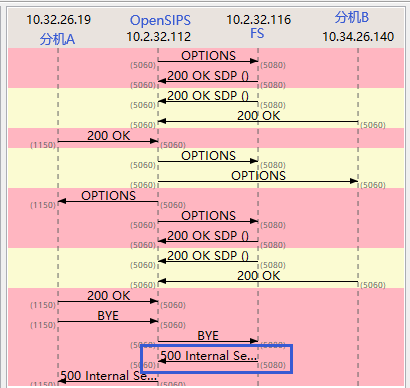 10.32.26.19 OpenSIPS 10.2.32.116 分机B
分机A 10.2.32.112 FS 10.34.26.140
OPTIONS
(5060) (5080)
200 OK SDP ()
(5060) (5080)
200 OK SDP ()
(5060) (5080)
200 OK
(5060) (5060)
200 OK
(1150) (5060)
OPTIONS
(5060) (5080)
OPTIONS
(5060) (5060)
OPTIONS
(1150) (5060)
OPTIONS
(5060) (5080)
200 OK SDP ()
(5060) (5080)
200 OK SDP ()
(5060) (5080)
200 OK
(5060) (5060)
200 OK
(1150) (5060)
BYE
(1150) (5060)
BYE
(5060) (5080)
500 Internal Se...
(5060) (5080)
500 Internal Se...
(1150) (5060)